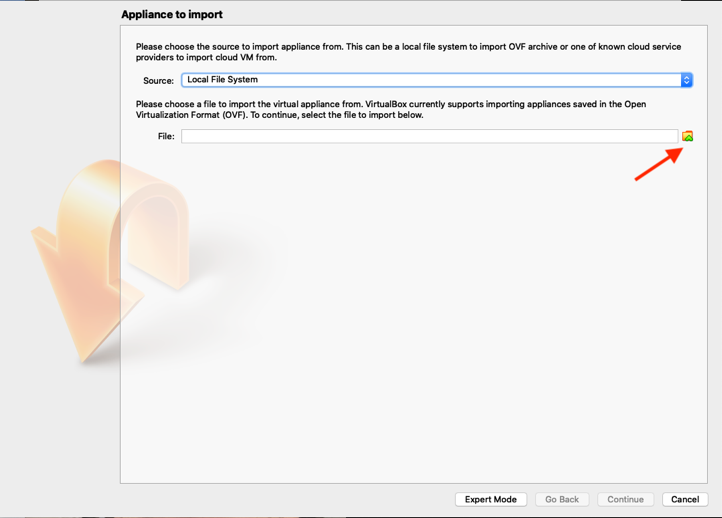 Appliance to import
Please choose the source to import appliance from. This can be a local file system to import OVF archive or one of known cloud service
providers to import cloud VM from.
Source: Local File System
Please choose a file to import the virtual appliance from. VirtualBox currently supports importing appliances saved in the Open
Virtualization Format (OVF). To continue, select the file to import below.
File:
Expert Mode Go Back Continue Cancel